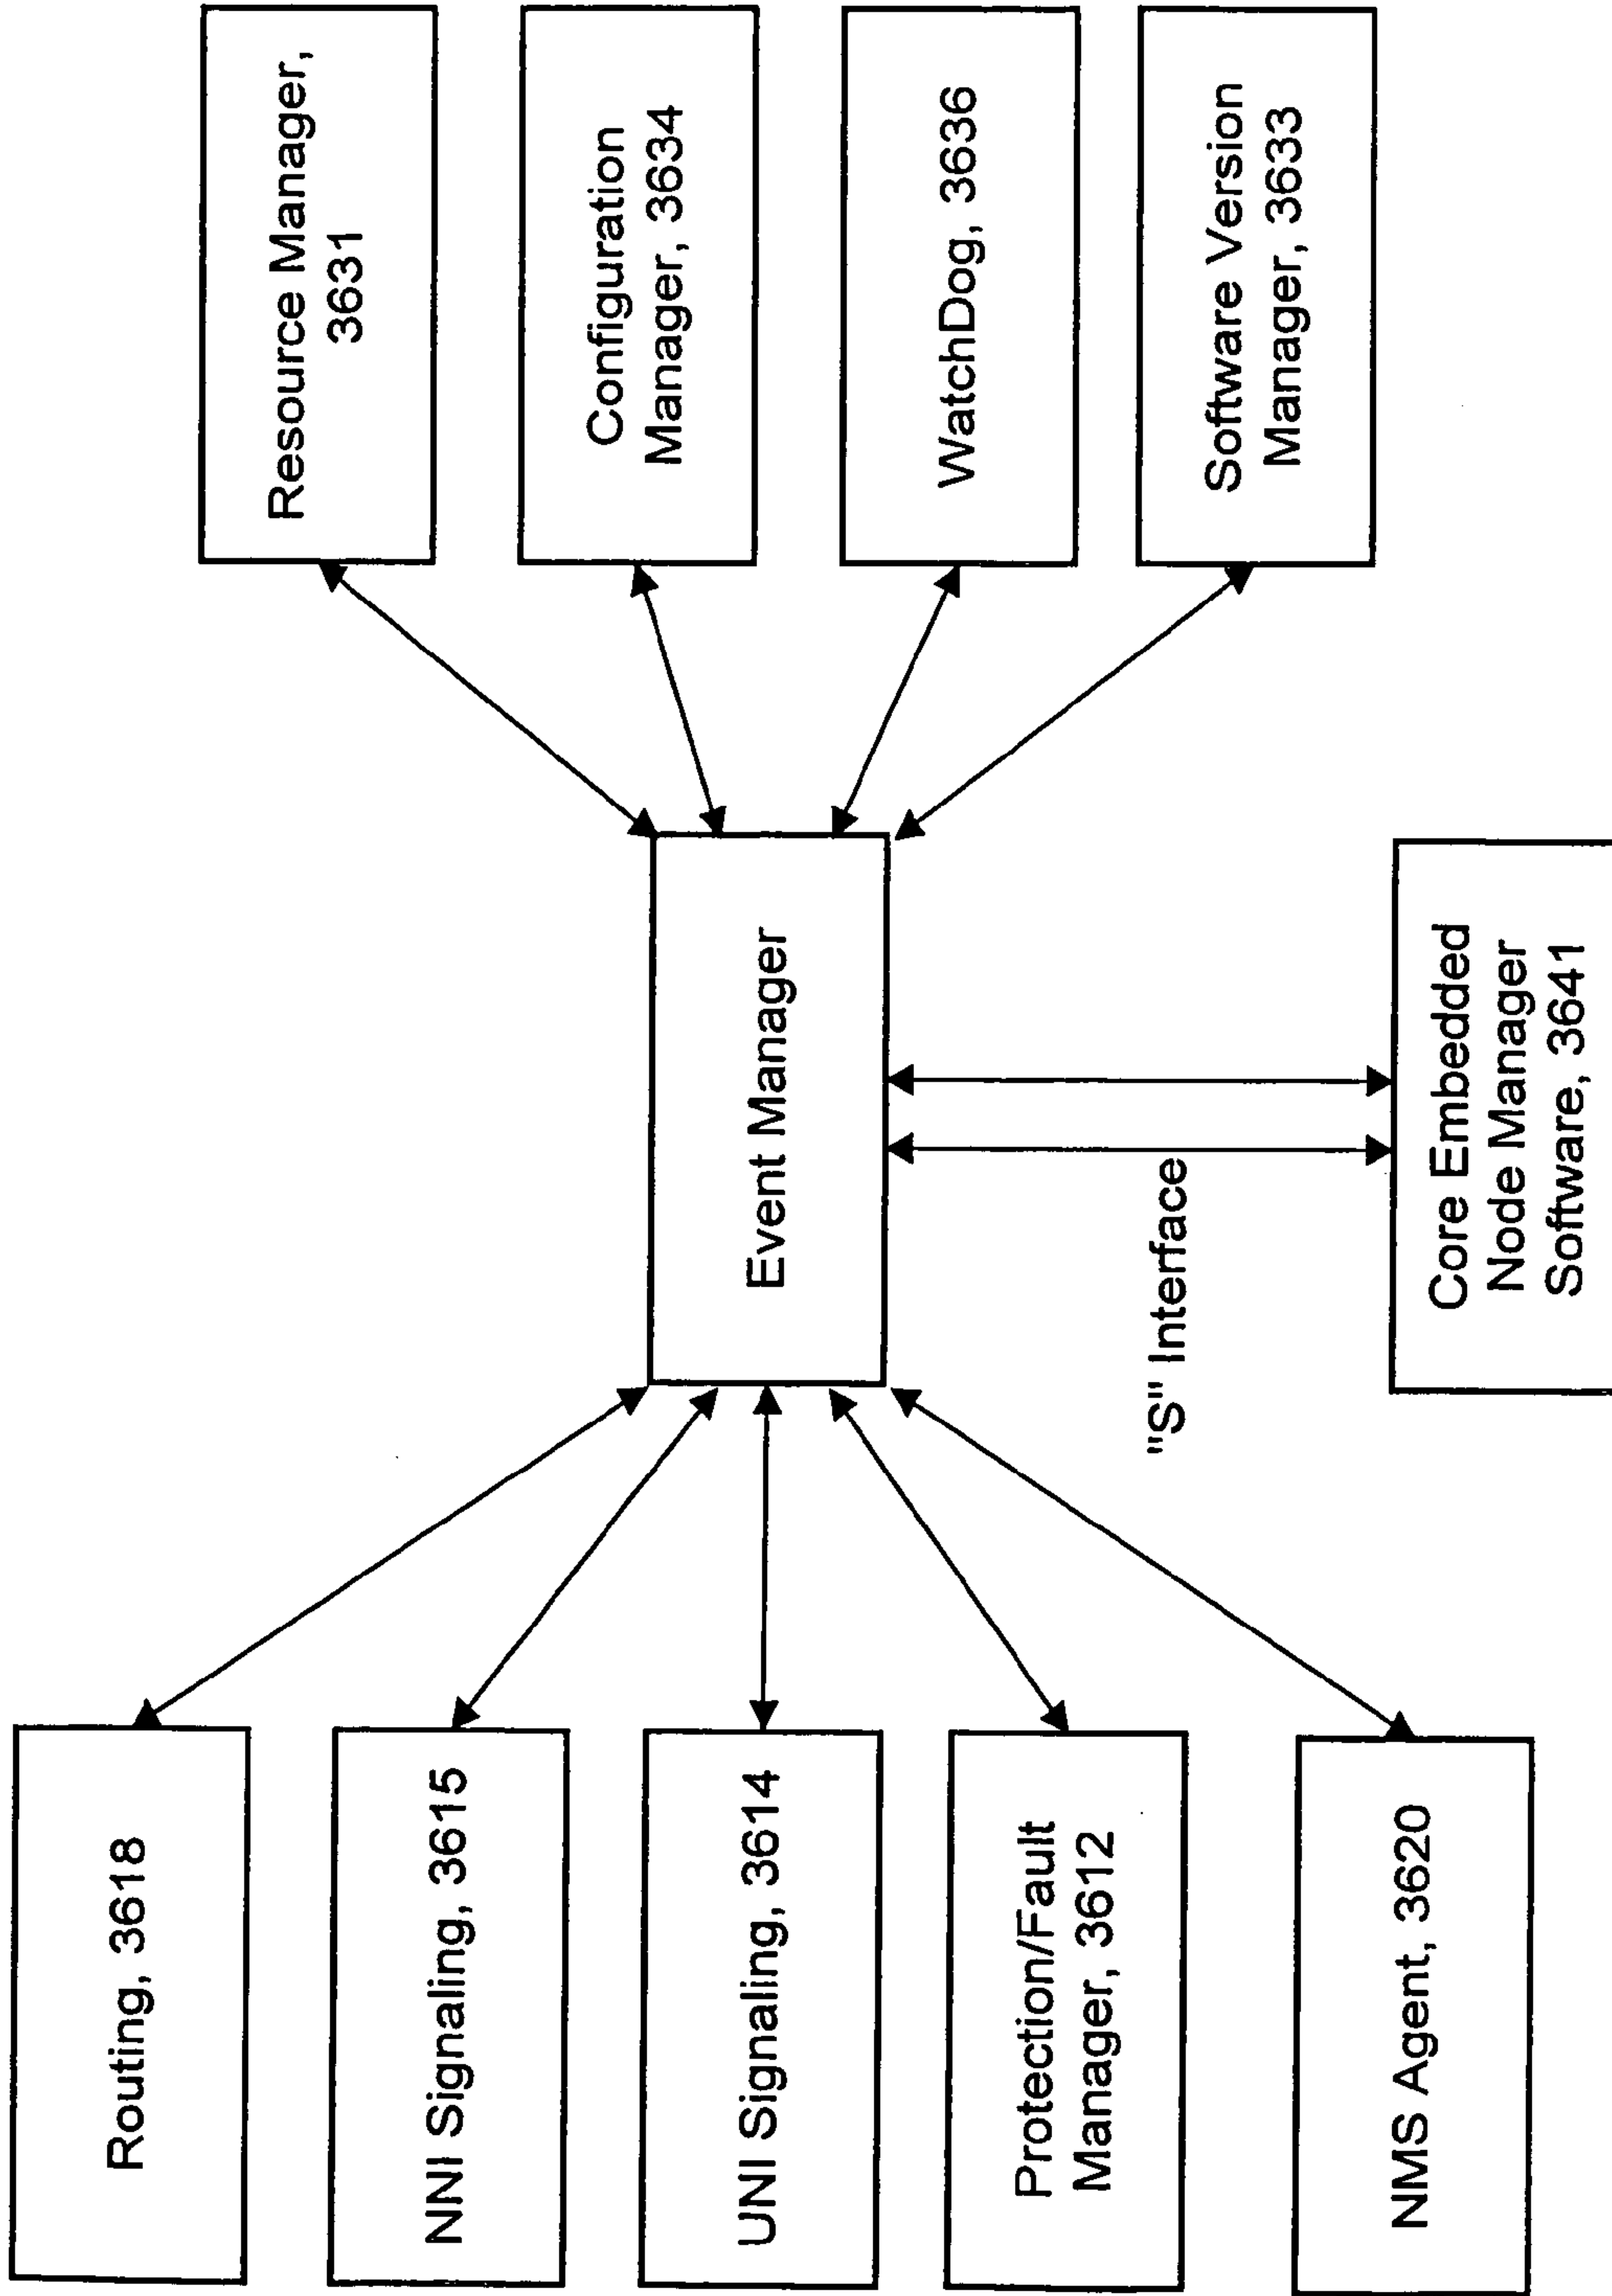 Routing, 3618
NNI Signaling, 3615
UNI Signaling, 3614
Protection/Fault
Manager, 3612
NMS Agent, 3620
Event Manager
"S" Interface
Core Embedded
Node Manager
Software, 3641
Resource Manager,
3631
Configuration
Manager, 3634
WatchDog, 3636
Software Version
Manager, 3633